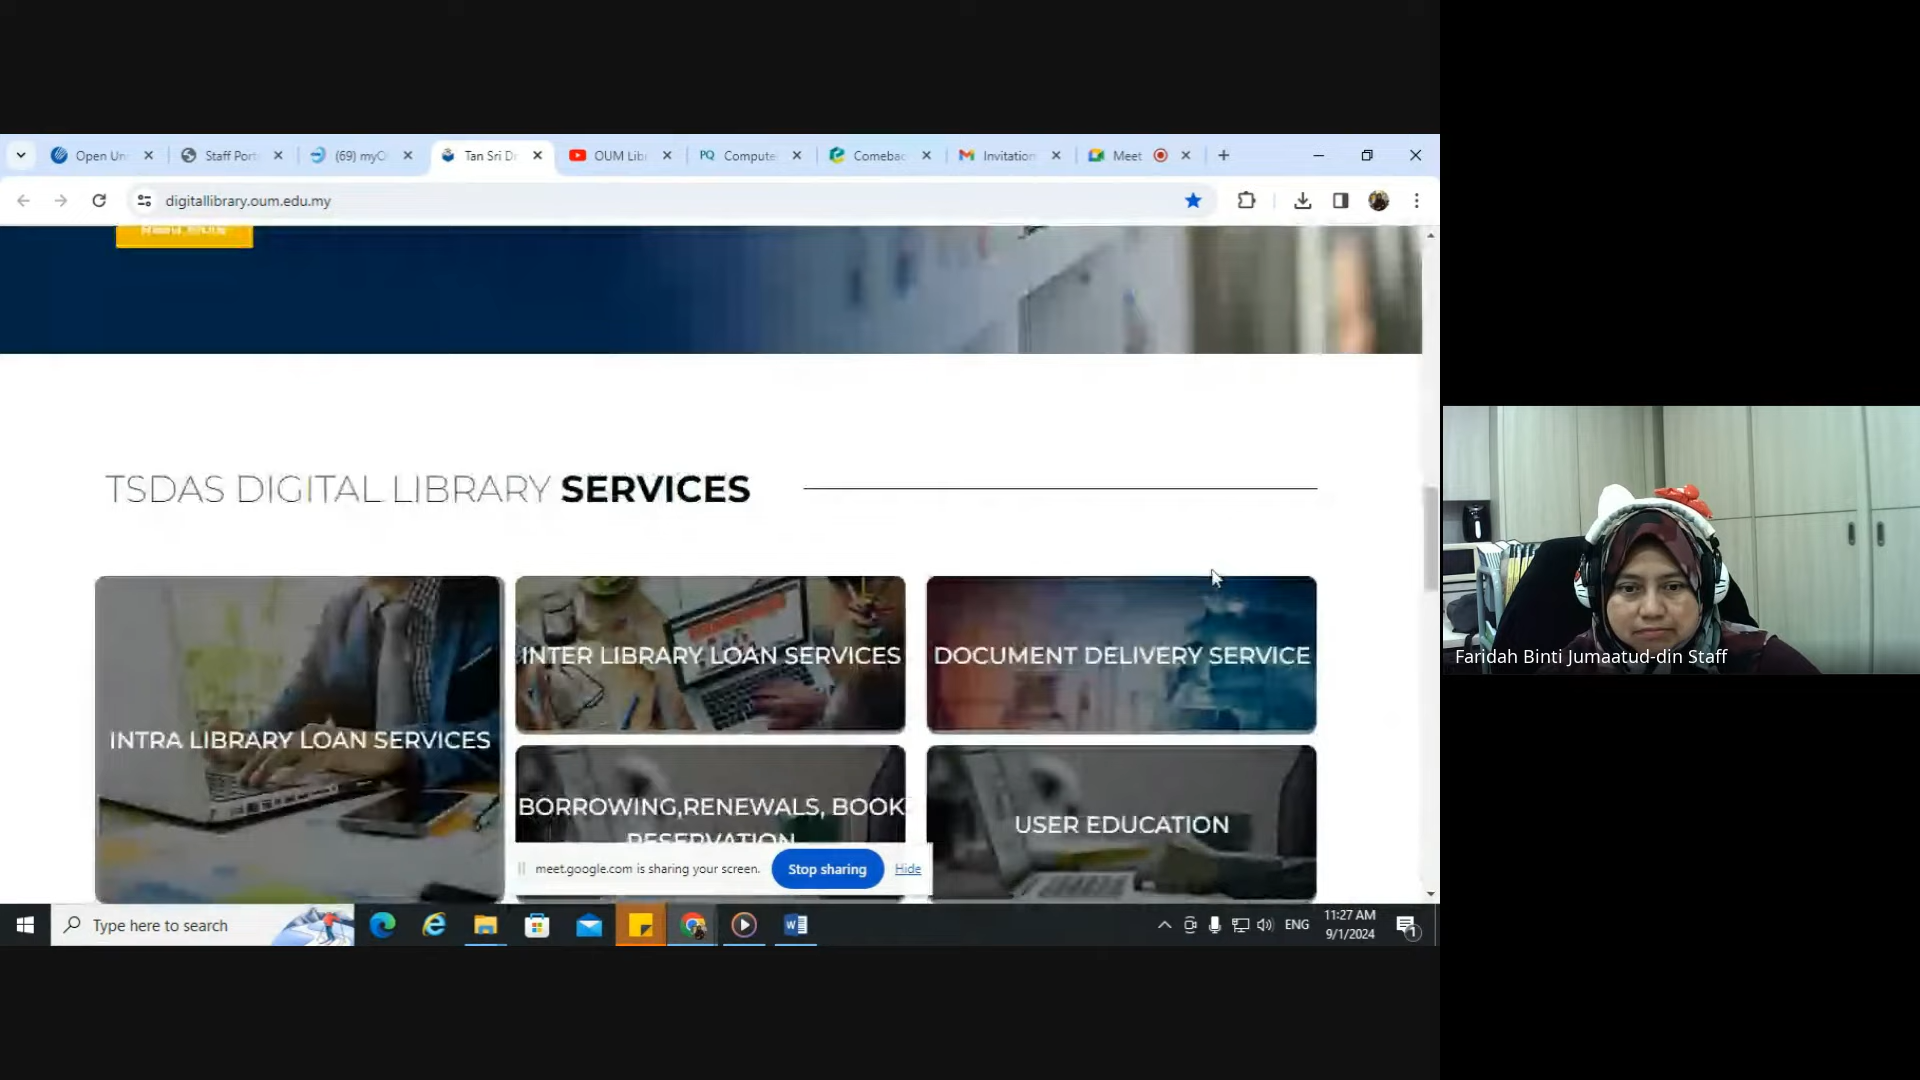 Open Un
Staff Port
(69) myO
Tan Sri D
OUM Lib
PQ
Compute
Comebac
Invitation
Meet
digitallibrary.oum.edu.my
TSDAS DIGITAL LIBRARY SERVICES
INTRA LIBRARY LOAN SERVICES
INTER LIBRARY LOAN SERVICES
DOCUMENT DELIVERY SERVICE
BORROWING,RENEWALS, BOOK
RESERVATION
USER EDUCATION
meet.google.com is sharing your screen.
Stop sharing
Hide
Type here to search
ENG
11:27 AM
9/1/2024
1
Faridah Binti Jumaatud-din Staff